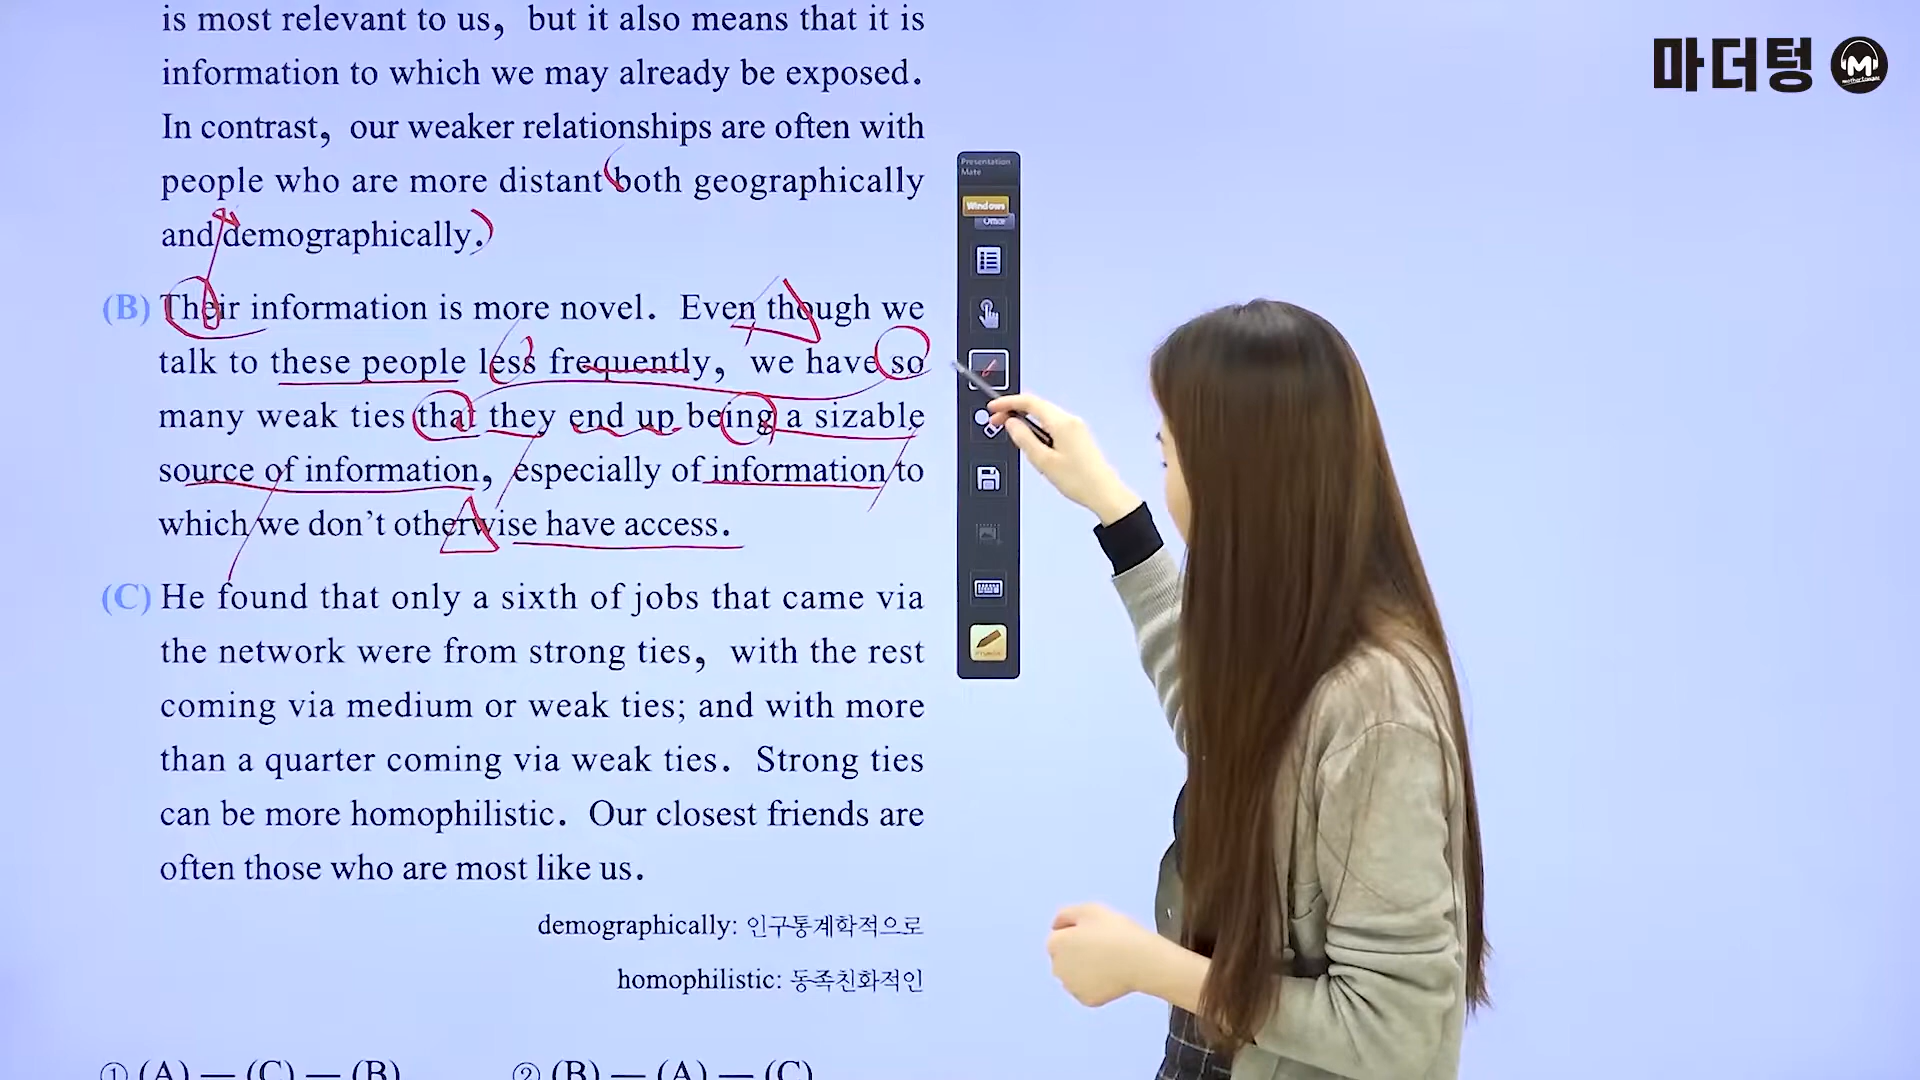 is most relevant to us, but it also means that it is
information to which we may already be exposed.
In contrast, our weaker relationships are often with
people who are more distant both geographically
and demographically.
(B) Their information is more novel. Even though we
talk to these people less frequently, we have so
many weak ties that they end up being a sizable
source of information, especially of information to
which we don't otherwise have access.
(C) He found that only a sixth of jobs that came via
the network were from strong ties, with the rest
coming via medium or weak ties; and with more
than a quarter coming via weak ties. Strong ties
can be more homophilistic. Our closest friends are
often those who are most like us.
demographically: 인구통계학적으로
homophilistic: 동족친화적인
① (A) — (C) — (B) ② (B) — (A) — (C)
마더텅
M
Presentation
Mate
Windows
Office